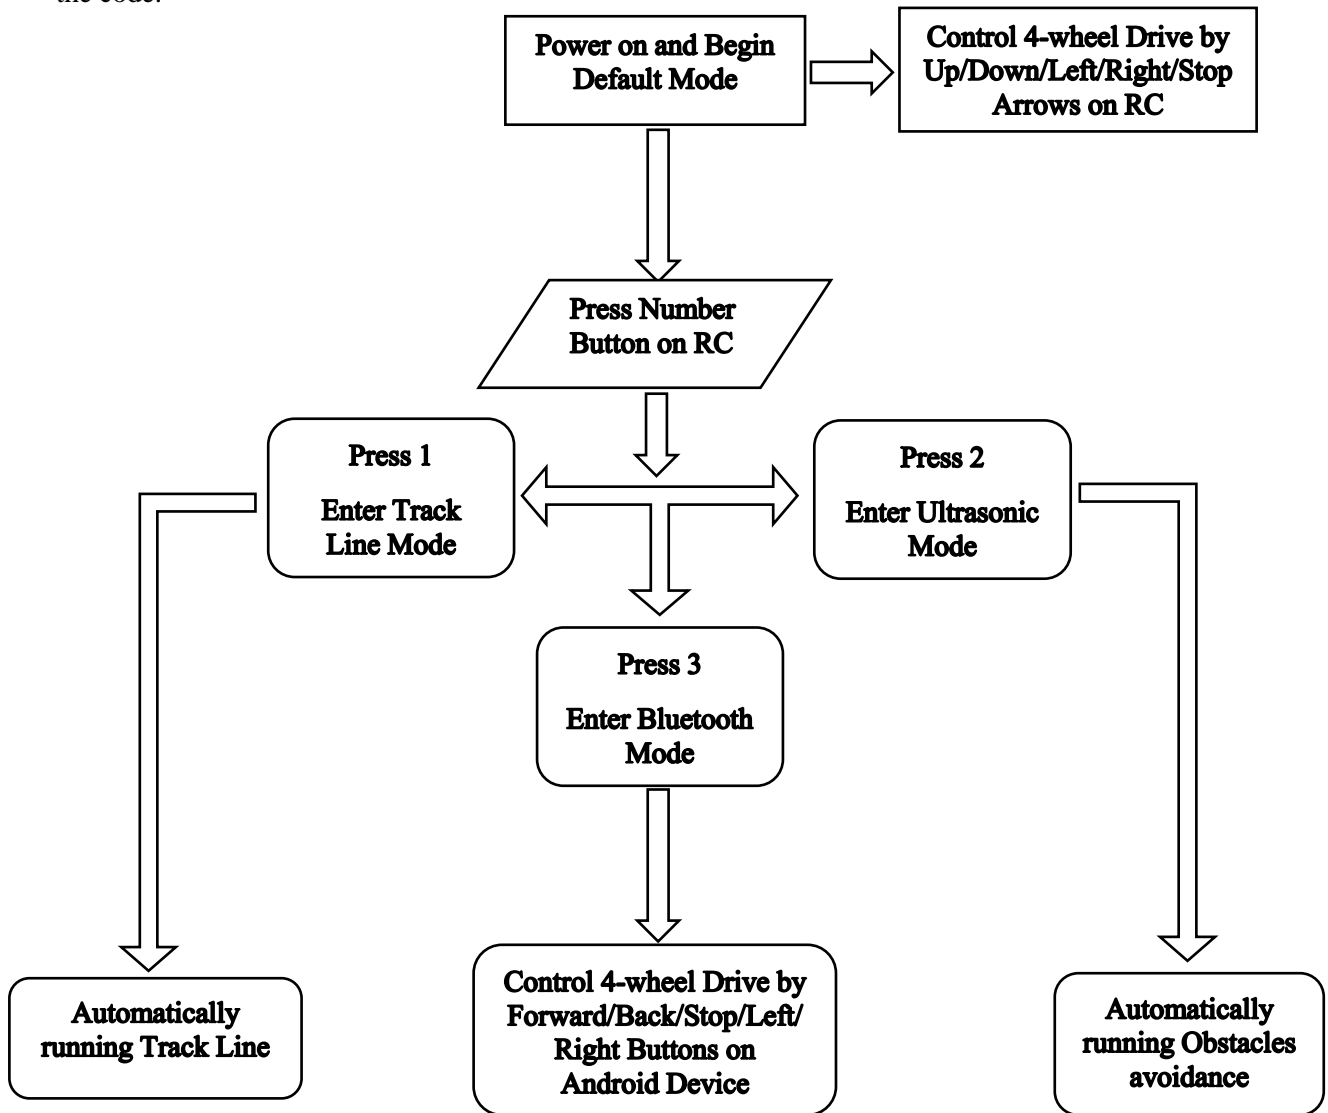 the code.
Power on and Begin
Default Mode
Control 4-wheel Drive by
Up/Down/Left/Right/Stop
Arrows on RC
Press Number
Button on RC
Press 1
Enter Track
Line Mode
Press 2
Enter Ultrasonic
Mode
Press 3
Enter Bluetooth
Mode
Automatically
running Track Line
Control 4-wheel Drive by
Forward/Back/Stop/Left/
Right Buttons on
Android Device
Automatically
running Obstacles
avoidance